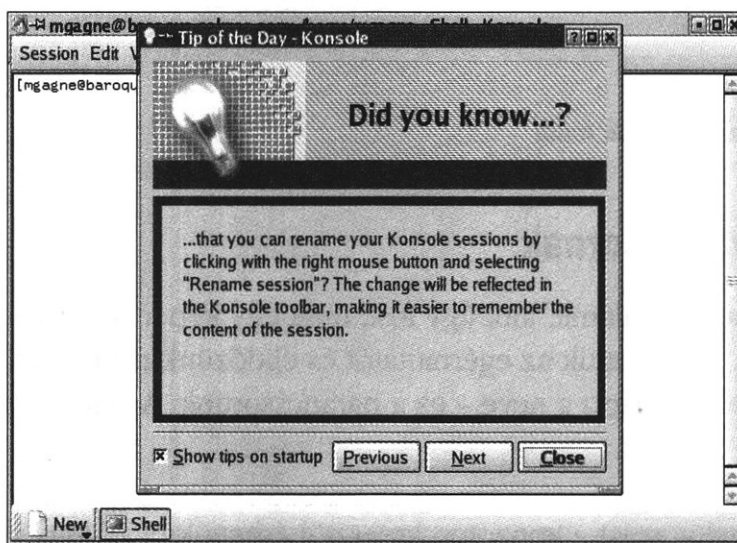 mgagne@b
Shell - Konsole
Tip of the Day - Konsole
Session Edit V
[mgagne@baroqu
Did you know...?
...that you can rename your Konsole sessions by
clicking with the right mouse button and selecting
"Rename session"? The change will be reflected in
the Konsole toolbar, making it easier to remember the
content of the session.
Show tips on startup Previous Next Close
New Shell